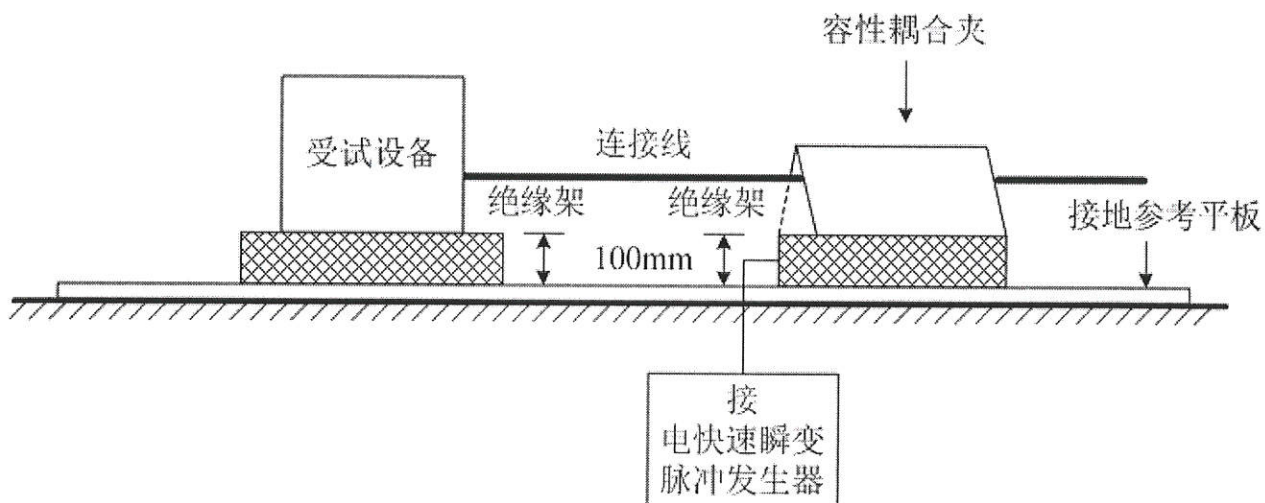 容性耦合夹
受试设备
连接线
绝缘架
绝缘架
接地参考平板
100mm
接
电快速瞬变
脉冲发生器